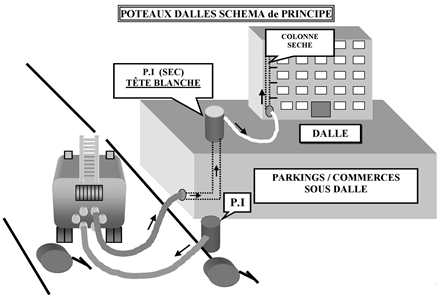 POTEAUX DALLES SCHEMA de PRINCIPE
COLONNE
SECHE
P.I (SEC)
TÊTE BLANCHE
DALLE
PARKINGS / COMMERCES
SOUS DALLE
P.I